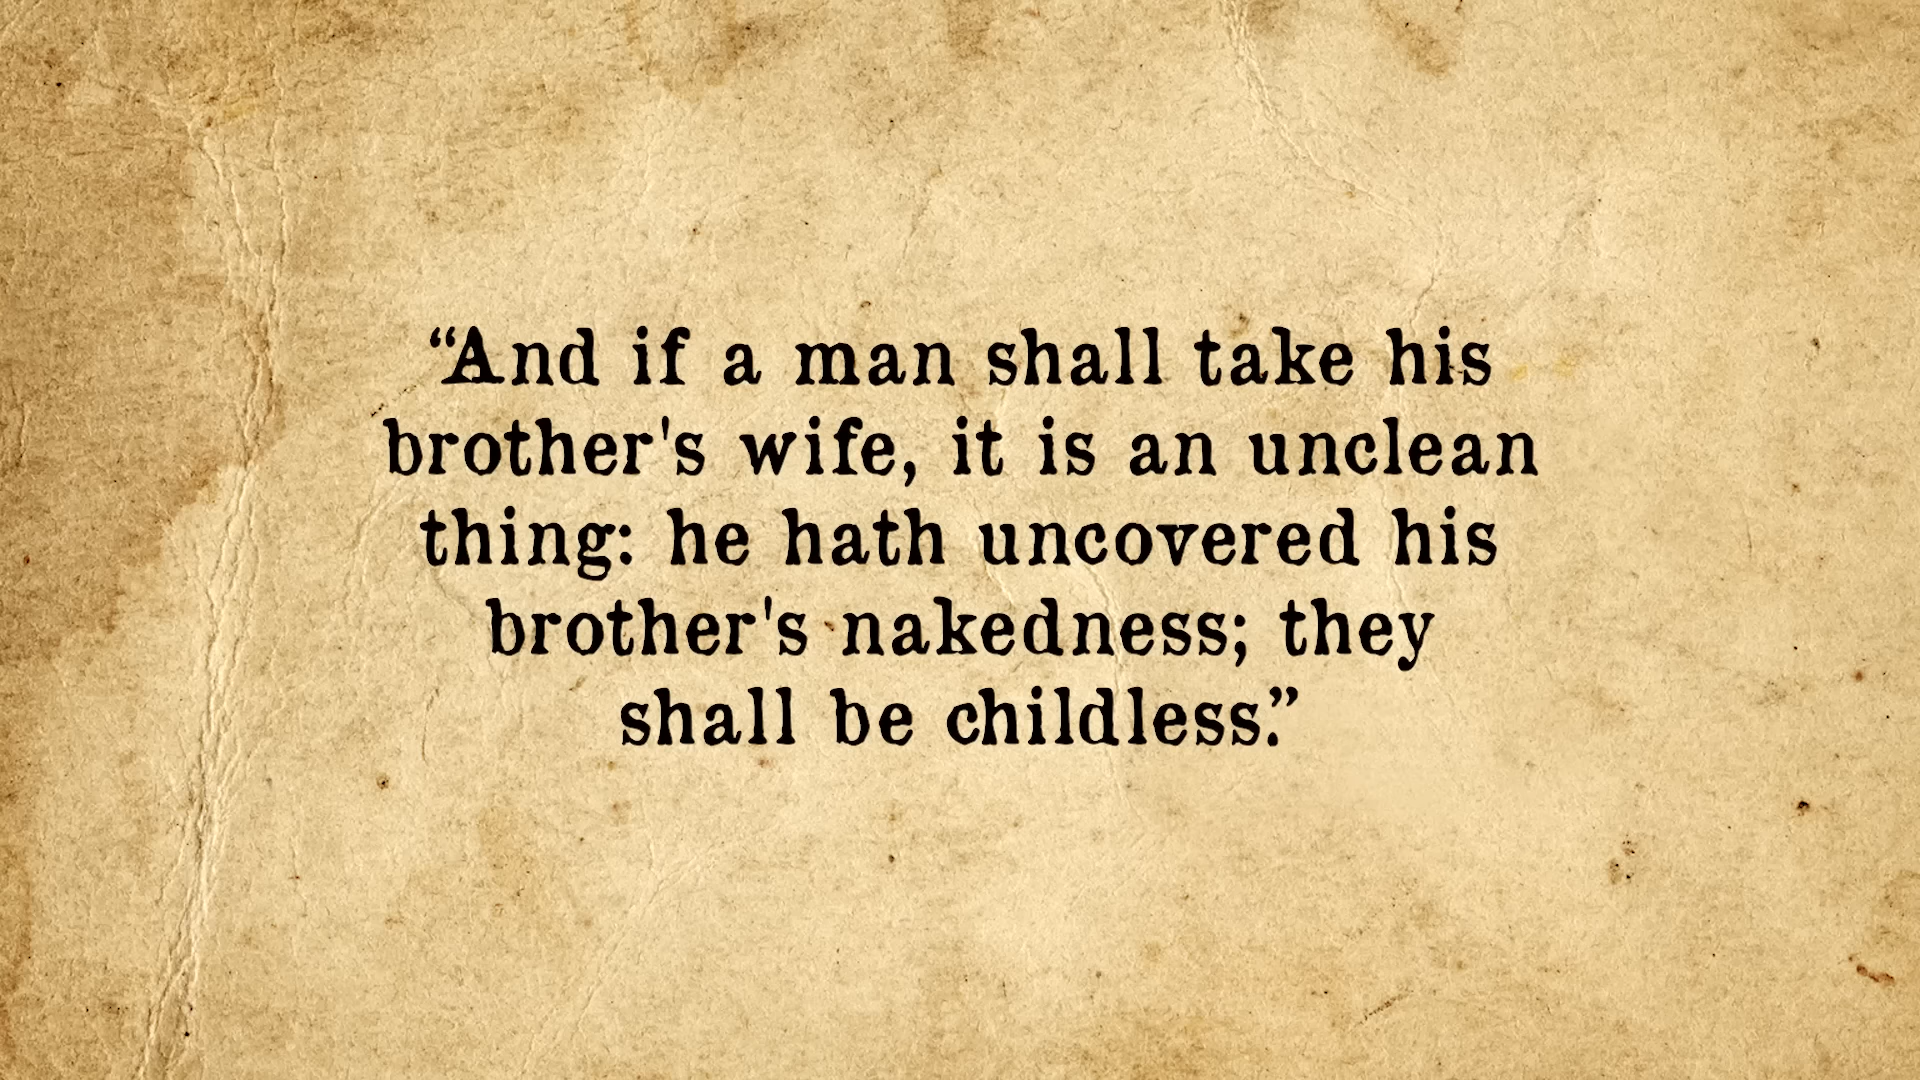 “And if a man shall take his
brother's wife, it is an unclean
thing: he hath uncovered his
brother's nakedness; they
shall be childless.”